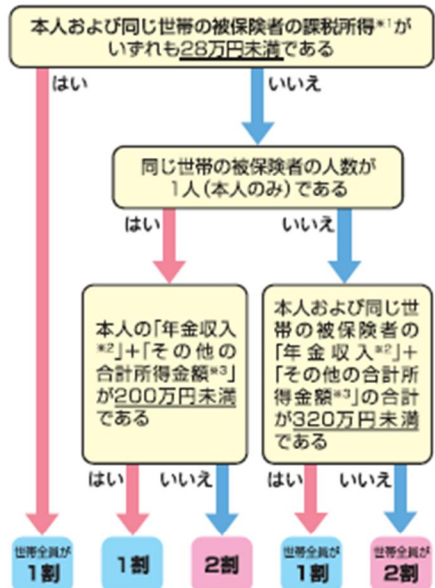 本人および同じ世帯の被保険者の課税所得※1が
いずれも28万円未満である
はい
いいえ
同じ世帯の被保険者の人数が
1人(本人のみ)である
はい
いいえ
本人の「年金収入
※2」+「その他の
合計所得金額※3」
が200万円未満
である
本人および同じ世
帯の被保険者の
「年金収入※2」+
「その他の合計所
得金額※3」の合計
が320万円未満
である
はい
いいえ
はい
いいえ
世帯全員が
1割
1割
2割
世帯全員が
1割
世帯全員が
2割